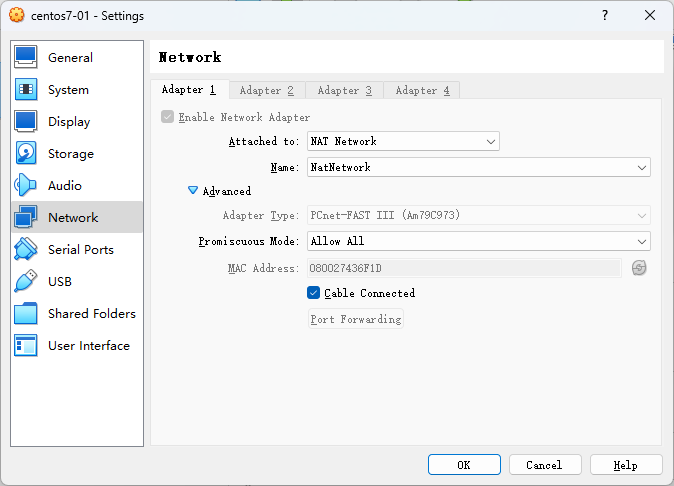 centos7-01 - Settings
?
General
System
Display
Storage
Audio
Network
Serial Ports
USB
Shared Folders
User Interface
Network
Adapter 1 Adapter 2 Adapter 3 Adapter 4
Enable Network Adapter
Attached to: NAT Network
Name: NatNetwork
Advanced
Adapter Type: PCnet-FAST III (Am79C973)
Promiscuous Mode: Allow All
MAC Address: 080027436F1D
Cable Connected
Port Forwarding
OK Cancel Help